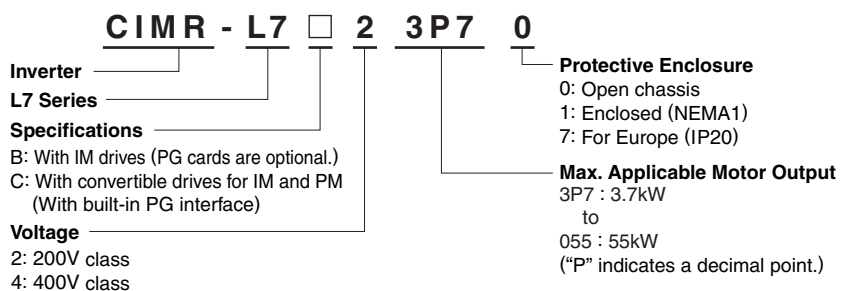 CIMR - L7 □ 2 3P7 0
Inverter
L7 Series
Specifications
B: With IM drives (PG cards are optional.)
C: With convertible drives for IM and PM
(With built-in PG interface)
Voltage
2: 200V class
4: 400V class
Protective Enclosure
0: Open chassis
1: Enclosed (NEMA1)
7: For Europe (IP20)
Max. Applicable Motor Output
3P7 : 3.7kW
to
055 : 55kW
("P" indicates a decimal point.)